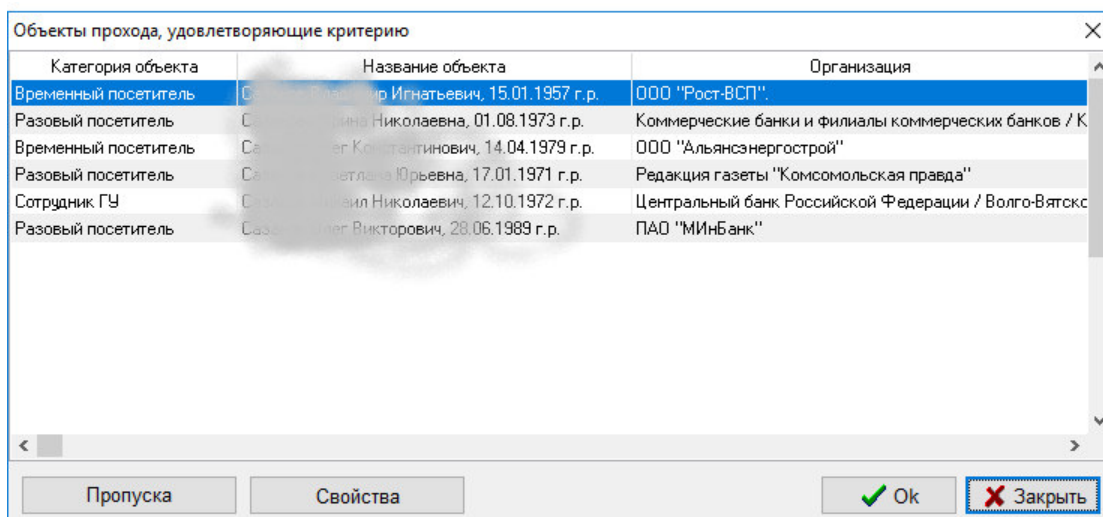 Объекты прохода, удовлетворяющие критерию
Категория объекта Название объекта Организация
Временный посетитель Игнатьевич, 15.01.1957 г.р. ООО "Рост-ВСП".
Разовый посетитель Николаевна, 01.08.1973 г.р. Коммерческие банки и филиалы коммерческих банков / К
Временный посетитель 14.04.1979 г.р. ООО "Альянсэнергострой"
Разовый посетитель Юрьевна, 17.01.1971 г.р. Редакция газеты "Комсомольская правда"
Сотрудник ГУ Николаевич, 12.10.1972 г.р. Центральный банк Российской Федерации / Волго-Вятско
Разовый посетитель Викторович, 28.06.1989 г.р. ПАО "МИнБанк"
Пропуска Свойства Ok Закрыть